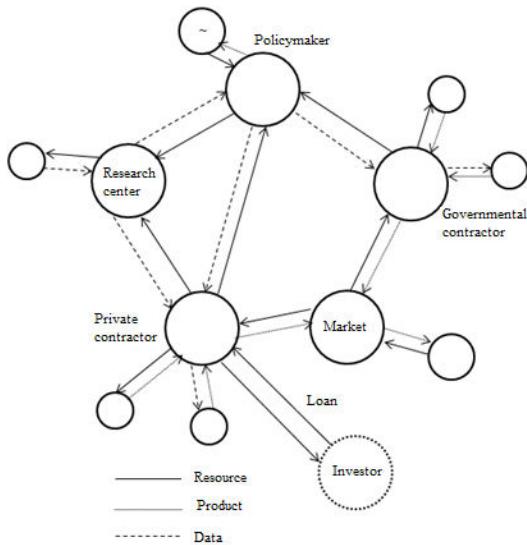 ~
Policymaker
Research
center
Governmental
contractor
Private
contractor
Market
Loan
Investor
Resource
Product
Data